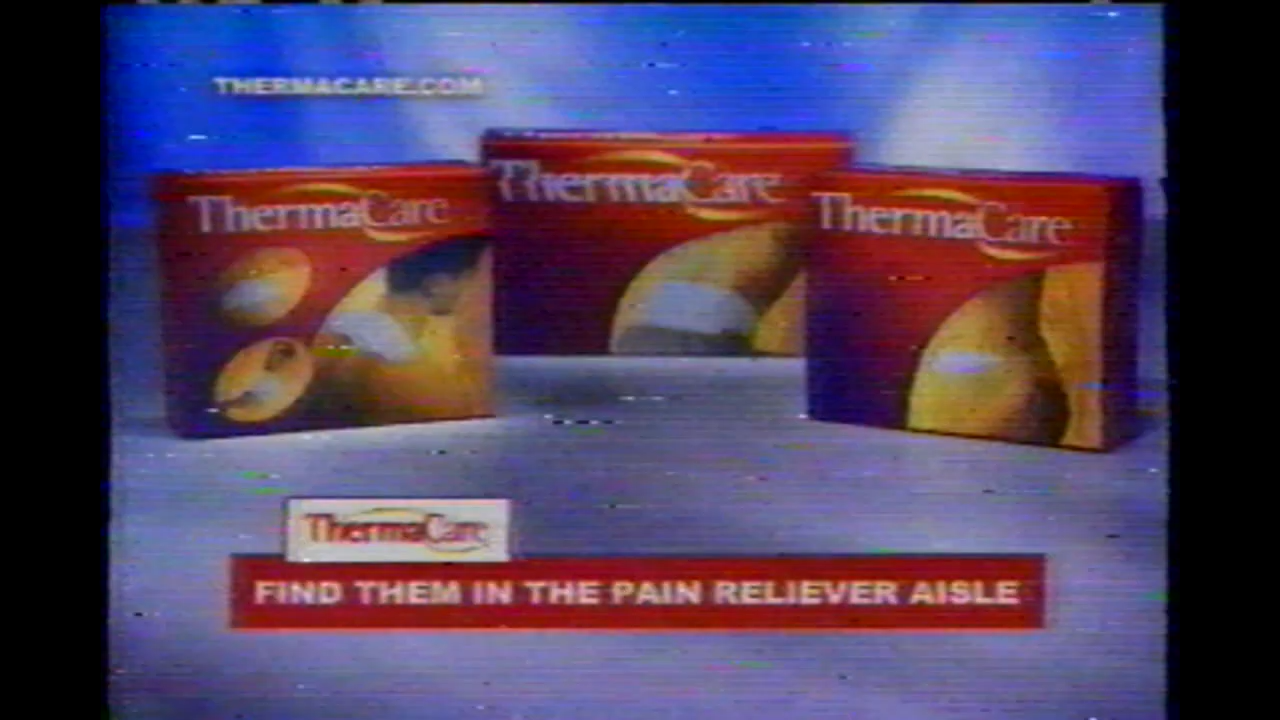 THERMACARE.COM
ThermaCare
ThermaCare
ThermaCare
ThermaCare
FIND THEM IN THE PAIN RELIEVER AISLE